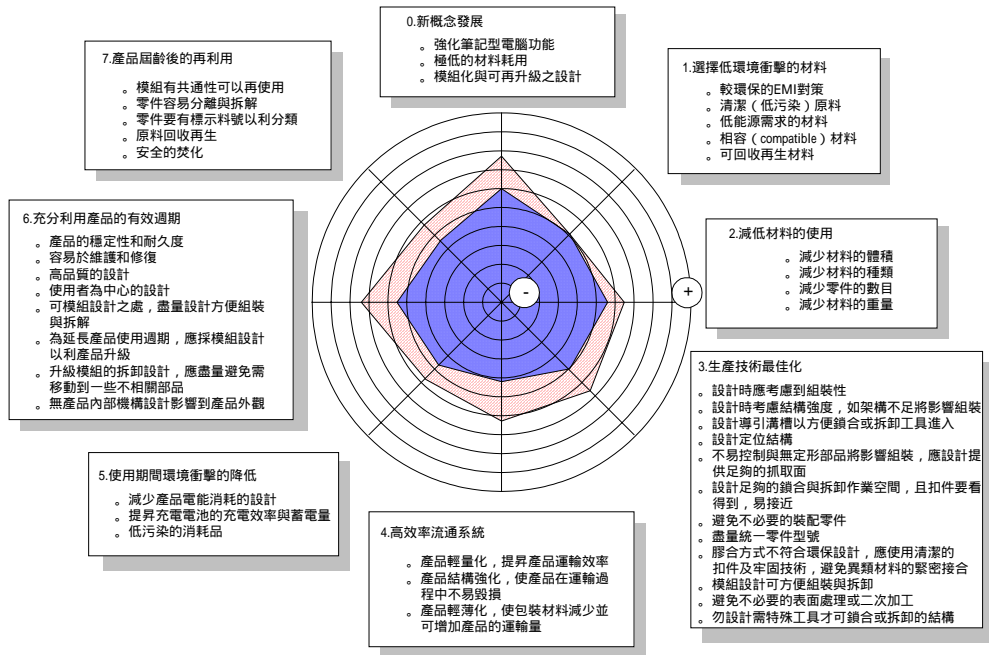 0.新概念發展
。強化筆記型電腦功能
。極低的材料耗用
。模組化與可再升級之設計
1.選擇低環境衝擊的材料
。較環保的EMI對策
。清潔（低污染）原料
。低能源需求的材料
。相容（compatible）材料
。可回收再生材料
2.減低材料的使用
。減少材料的體積
。減少材料的種類
。減少零件的數目
。減少材料的重量
3.生產技術最佳化
。設計時應考慮到組裝性
。設計時考慮結構強度，如架構不足將影響組裝
。設計導引溝槽以方便鎖合或拆卸工具進入
。設計定位結構
。不易控制與無定形部品將影響組裝，應設計提
供足夠的抓取面
。設計足夠的鎖合與拆卸作業空間，且扣件要看
得到，易接近
。避免不必要的裝配零件
。盡量統一零件型號
。膠合方式不符合環保設計，應使用清潔的
扣件及牢固技術，避免異類材料的緊密接合
。模組設計可方便組裝與拆卸
。避免不必要的表面處理或二次加工
。勿設計需特殊工具才可鎖合或拆卸的結構
4.高效率流通系統
。產品輕量化，提昇產品運輸效率
。產品結構強化，使產品在運輸過
程中不易毀損
。產品輕薄化，使包裝材料減少並
可增加產品的運輸量
5.使用期間環境衝擊的降低
。減少產品電能消耗的設計
。提昇充電電池的充電效率與蓄電量
。低污染的消耗品
6.充分利用產品的有效週期
。產品的穩定性和耐久度
。容易於維護和修復
。高品質的設計
。使用者為中心的設計
。可模組設計之處，盡量設計方便組裝
與拆解
。為延長產品使用週期，應採模組設計
以利產品升級
。升級模組的拆卸設計，應盡量避免需
移動到一些不相關部品
。無產品內部機構設計影響到產品外觀
7.產品屆齡後的再利用
。模組有共通性可以再使用
。零件容易分離與拆解
。零件要有標示料號以利分類
。原料回收再生
。安全的焚化
-
+